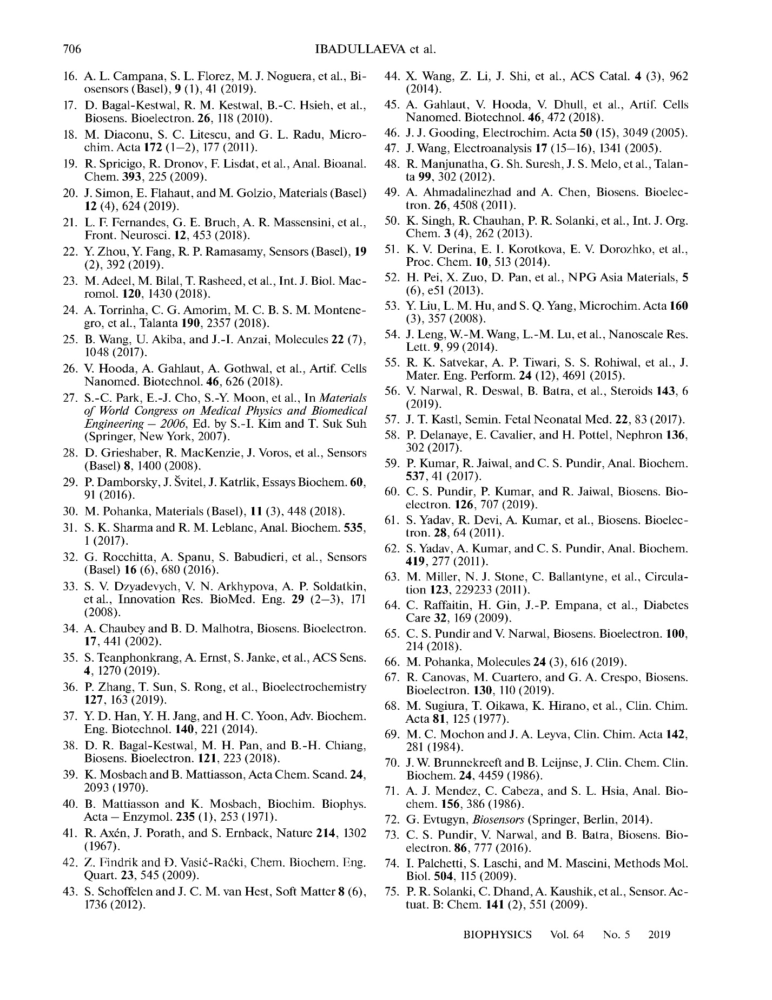 706
IBADULLAEVA et al.
16. A. L. Campana, S. L. Florez, M. J. Noguera, et al., Bi-
osensors (Basel), 9 (1), 41 (2019).
17. D. Bagal-Kestwal, R. M. Kestwal, B.-C. Hsieh, et al.,
Biosens. Bioelectron. 26, 118 (2010).
18. M. Diaconu, S. C. Litescu, and G. L. Radu, Micro-
chim. Acta 172 (1–2), 177 (2011).
19. R. Spricigo, R. Dronov, F. Lisdat, et al., Anal. Bioanal.
Chem. 393, 225 (2009).
20. J. Simon, E. Flahaut, and M. Golzio, Materials (Basel)
12 (4), 624 (2019).
21. L. F. Fernandes, G. E. Bruch, A. R. Massensini, et al.,
Front. Neurosci. 12, 453 (2018).
22. Y. Zhou, Y. Fang, R. P. Ramasamy, Sensors (Basel), 19
(2), 392 (2019).
23. M. Adeel, M. Bilal, T. Rasheed, et al., Int. J. Biol. Mac-
romol. 120, 1430 (2018).
24. A. Torrinha, C. G. Amorim, M. C. B. S. M. Montene-
gro, et al., Talanta 190, 2357 (2018).
25. B. Wang, U. Akiba, and J.-I. Anzai, Molecules 22 (7),
1048 (2017).
26. V. Hooda, A. Gahlaut, A. Gothwal, et al., Artif. Cells
Nanomed. Biotechnol. 46, 626 (2018).
27. S.-C. Park, E.-J. Cho, S.-Y. Moon, et al., In Materials
of World Congress on Medical Physics and Biomedical
Engineering – 2006, Ed. by S.-I. Kim and T. Suk Suh
(Springer, New York, 2007).
28. D. Grieshaber, R. MacKenzie, J. Voros, et al., Sensors
(Basel) 8, 1400 (2008).
29. P. Damborsky, J. Švitel, J. Katrlik, Essays Biochem. 60,
91 (2016).
30. M. Pohanka, Materials (Basel), 11 (3), 448 (2018).
31. S. K. Sharma and R. M. Leblanc, Anal. Biochem. 535,
1 (2017).
32. G. Rocchitta, A. Spanu, S. Babudieri, et al., Sensors
(Basel) 16 (6), 680 (2016).
33. S. V. Dzyadevych, V. N. Arkhypova, A. P. Soldatkin,
et al., Innovation Res. BioMed. Eng. 29 (2–3), 171
(2008).
34. A. Chaubey and B. D. Malhotra, Biosens. Bioelectron.
17, 441 (2002).
35. S. Teanphonkrang, A. Ernst, S. Janke, et al., ACS Sens.
4, 1270 (2019).
36. P. Zhang, T. Sun, S. Rong, et al., Bioelectrochemistry
127, 163 (2019).
37. Y. D. Han, Y. H. Jang, and H. C. Yoon, Adv. Biochem.
Eng. Biotechnol. 140, 221 (2014).
38. D. R. Bagal-Kestwal, M. H. Pan, and B.-H. Chiang,
Biosens. Bioelectron. 121, 223 (2018).
39. K. Mosbach and B. Mattiasson, Acta Chem. Scand. 24,
2093 (1970).
40. B. Mattiasson and K. Mosbach, Biochim. Biophys.
Acta – Enzymol. 235 (1), 253 (1971).
41. R. Axén, J. Porath, and S. Ernback, Nature 214, 1302
(1967).
42. Z. Findrik and Đ. Vasić-Raćki, Chem. Biochem. Eng.
Quart. 23, 545 (2009).
43. S. Schoffelen and J. C. M. van Hest, Soft Matter 8 (6),
1736 (2012).
44. X. Wang, Z. Li, J. Shi, et al., ACS Catal. 4 (3), 962
(2014).
45. A. Gahlaut, V. Hooda, V. Dhull, et al., Artif. Cells
Nanomed. Biotechnol. 46, 472 (2018).
46. J. J. Gooding, Electrochim. Acta 50 (15), 3049 (2005).
47. J. Wang, Electroanalysis 17 (15–16), 1341 (2005).
48. R. Manjunatha, G. Sh. Suresh, J. S. Melo, et al., Talan-
ta 99, 302 (2012).
49. A. Ahmadalinezhad and A. Chen, Biosens. Bioelec-
tron. 26, 4508 (2011).
50. K. Singh, R. Chauhan, P. R. Solanki, et al., Int. J. Org.
Chem. 3 (4), 262 (2013).
51. K. V. Derina, E. I. Korotkova, E. V. Dorozhko, et al.,
Proc. Chem. 10, 513 (2014).
52. H. Pei, X. Zuo, D. Pan, et al., NPG Asia Materials, 5
(6), e51 (2013).
53. Y. Liu, L. M. Hu, and S. Q. Yang, Microchim. Acta 160
(3), 357 (2008).
54. J. Leng, W.-M. Wang, L.-M. Lu, et al., Nanoscale Res.
Lett. 9, 99 (2014).
55. R. K. Satvekar, A. P. Tiwari, S. S. Rohiwal, et al., J.
Mater. Eng. Perform. 24 (12), 4691 (2015).
56. V. Narwal, R. Deswal, B. Batra, et al., Steroids 143, 6
(2019).
57. J. T. Kastl, Semin. Fetal Neonatal Med. 22, 83 (2017).
58. P. Delanaye, E. Cavalier, and H. Pottel, Nephron 136,
302 (2017).
59. P. Kumar, R. Jaiwal, and C. S. Pundir, Anal. Biochem.
537, 41 (2017).
60. C. S. Pundir, P. Kumar, and R. Jaiwal, Biosens. Bio-
electron. 126, 707 (2019).
61. S. Yadav, R. Devi, A. Kumar, et al., Biosens. Bioelec-
tron. 28, 64 (2011).
62. S. Yadav, A. Kumar, and C. S. Pundir, Anal. Biochem.
419, 277 (2011).
63. M. Miller, N. J. Stone, C. Ballantyne, et al., Circula-
tion 123, 229233 (2011).
64. C. Raffaitin, H. Gin, J.-P. Empana, et al., Diabetes
Care 32, 169 (2009).
65. C. S. Pundir and V. Narwal, Biosens. Bioelectron. 100,
214 (2018).
66. M. Pohanka, Molecules 24 (3), 616 (2019).
67. R. Canovas, M. Cuartero, and G. A. Crespo, Biosens.
Bioelectron. 130, 110 (2019).
68. M. Sugiura, T. Oikawa, K. Hirano, et al., Clin. Chim.
Acta 81, 125 (1977).
69. M. C. Mochon and J. A. Leyva, Clin. Chim. Acta 142,
281 (1984).
70. J. W. Brunnekreeft and B. Leijnse, J. Clin. Chem. Clin.
Biochem. 24, 4459 (1986).
71. A. J. Mendez, C. Cabeza, and S. L. Hsia, Anal. Bio-
chem. 156, 386 (1986).
72. G. Evtugyn, Biosensors (Springer, Berlin, 2014).
73. C. S. Pundir, V. Narwal, and B. Batra, Biosens. Bio-
electron. 86, 777 (2016).
74. I. Palchetti, S. Laschi, and M. Mascini, Methods Mol.
Biol. 504, 115 (2009).
75. P. R. Solanki, C. Dhand, A. Kaushik, et al., Sensor. Ac-
tuat. B: Chem. 141 (2), 551 (2009).
BIOPHYSICS Vol. 64 No. 5 2019